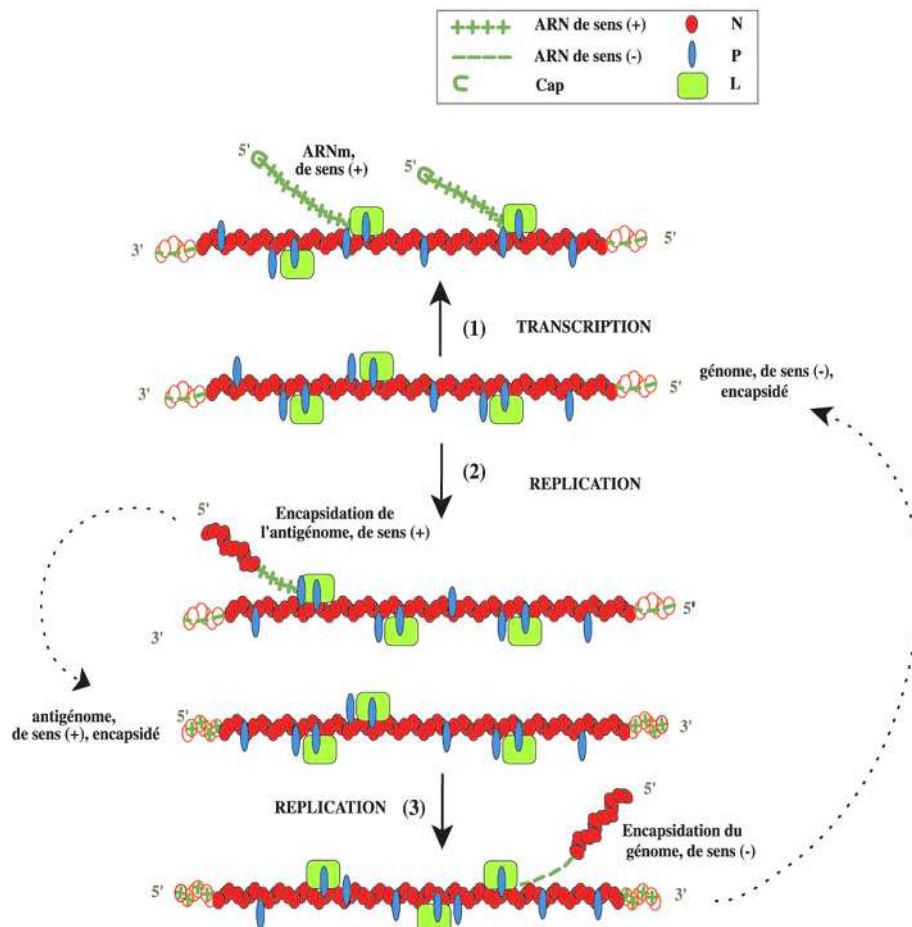 ARN de sens (+)
N
ARN de sens (-)
P
Cap
L
5'
ARNm,
de sens (+)
5'
3'
5'
(1) TRANSCRIPTION
3'
5'
génome, de sens (-),
encapsidé
(2)
REPLICATION
5'
Encapsidation de
l'antigénome, de sens (+)
3'
5'
antigénome,
de sens (+), encapsidé
5'
3'
REPLICATION (3)
5'
Encapsidation du
génome, de sens (-)
5'
3'